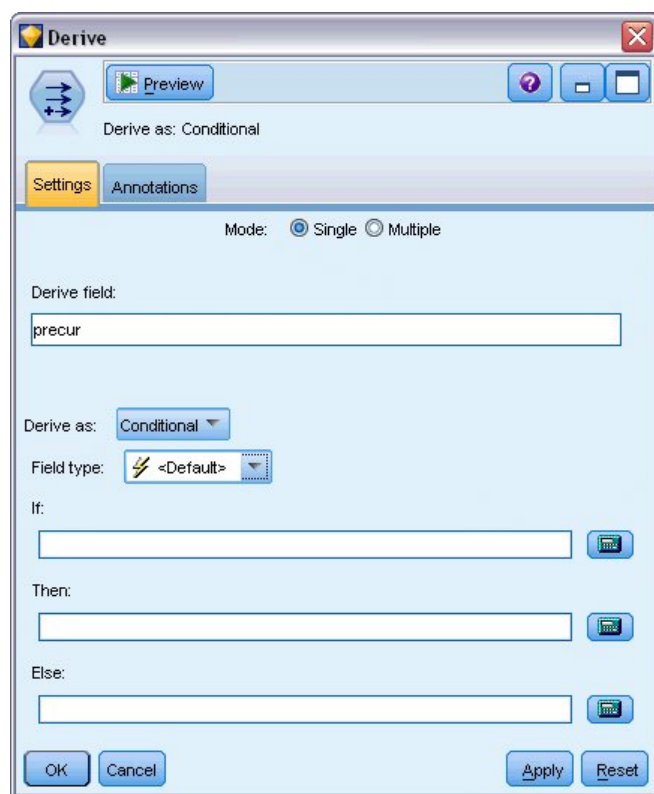 Derive
Preview
Derive as: Conditional
Settings Annotations
Mode: Single Multiple
Derive field:
precur
Derive as: Conditional
Field type: <Default>
If:
Then:
Else:
OK Cancel Apply Reset